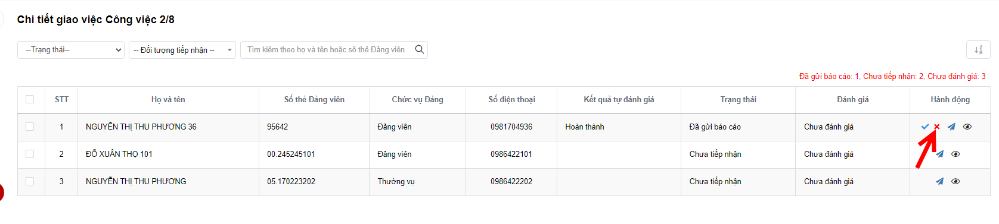 Chi tiết giao việc Công việc 2/8
--Trạng thái-- -- Đối tượng tiếp nhận -- Tìm kiếm theo họ và tên hoặc số thẻ Đảng viên
Đã gửi báo cáo: 1, Chưa tiếp nhận: 2, Chưa đánh giá: 3
STT Họ và tên Số thẻ Đảng viên Chức vụ Đảng Số điện thoại Kết quả tự đánh giá Trạng thái Đánh giá Hành động
1 NGUYỄN THỊ THU PHƯƠNG 36 95642 Đảng viên 0981704936 Hoàn thành Đã gửi báo cáo Chưa đánh giá
2 ĐỖ XUÂN THỌ 101 00.245245101 Đảng viên 0986422101 Chưa tiếp nhận Chưa đánh giá
3 NGUYỄN THỊ THU PHƯƠNG 05.170223202 Thường vụ 0986422202 Chưa tiếp nhận Chưa đánh giá